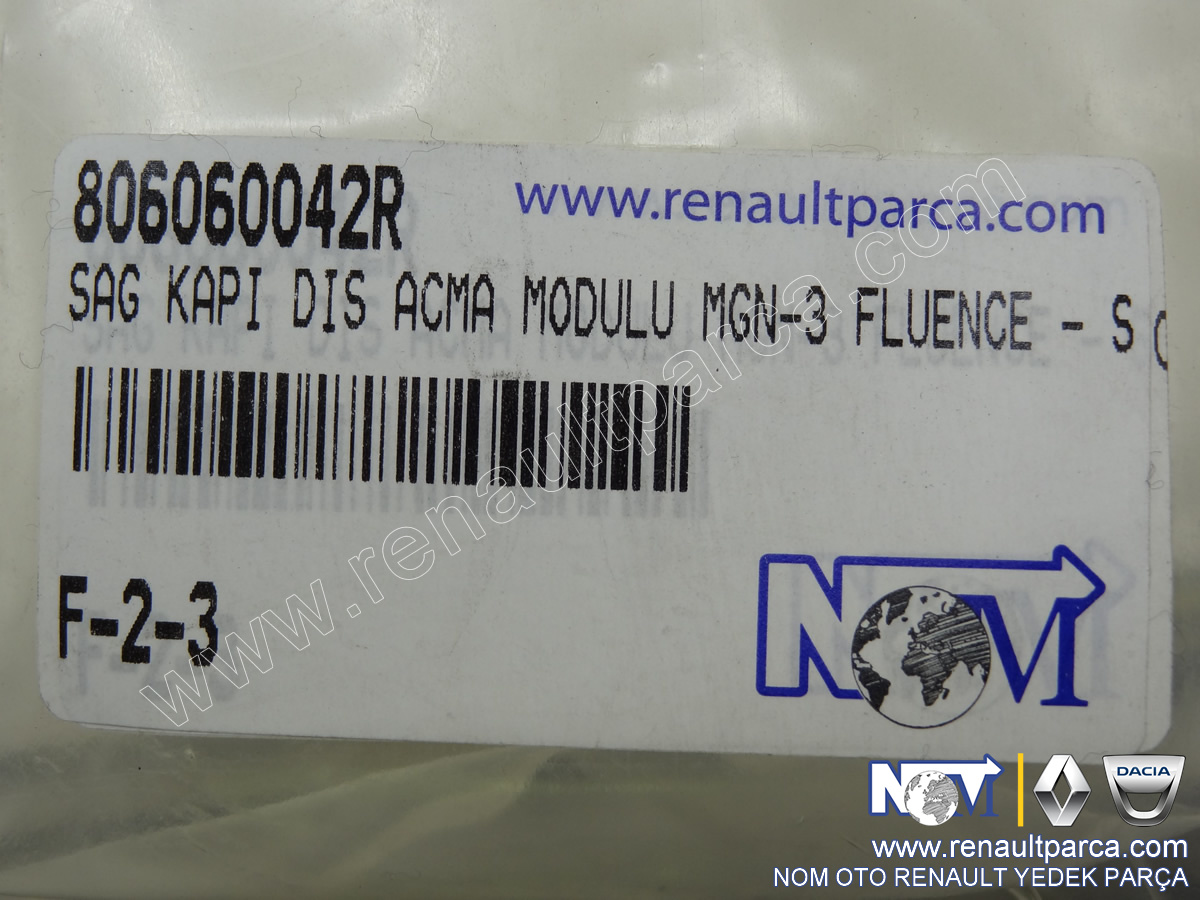 806060042R
www.renaultparca.com
SAG KAPI DIS ACMA MODULU MGN-3 FLUENCE - S
F-2-3
NOM
www.renaultparca.com
NOM
DACIA
www.renaultparca.com
NOM OTO RENAULT YEDEK PARÇA